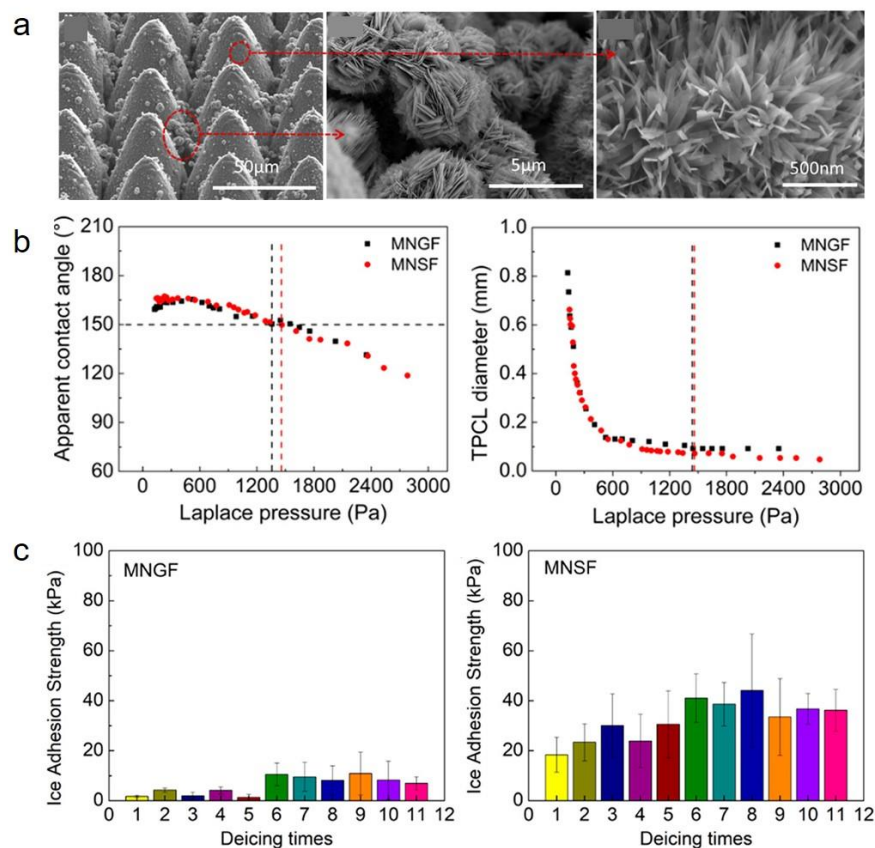 a
50μm
5μm
500nm
b
Apparent contact angle (°)
210
180
150
120
90
60
MNGF
MNSF
0 600 1200 1800 2400 3000
Laplace pressure (Pa)
TPCL diameter (mm)
1.0
0.8
0.6
0.4
0.2
0.0
MNGF
MNSF
0 600 1200 1800 2400 3000
Laplace pressure (Pa)
c
Ice Adhesion Strength (kPa)
100
80
60
40
20
0
MNGF
1 2 3 4 5 6 7 8 9 10 11 12
Deicing times
Ice Adhesion Strength (kPa)
100
80
60
40
20
0
MNSF
0 1 2 3 4 5 6 7 8 9 10 11 12
Deicing times